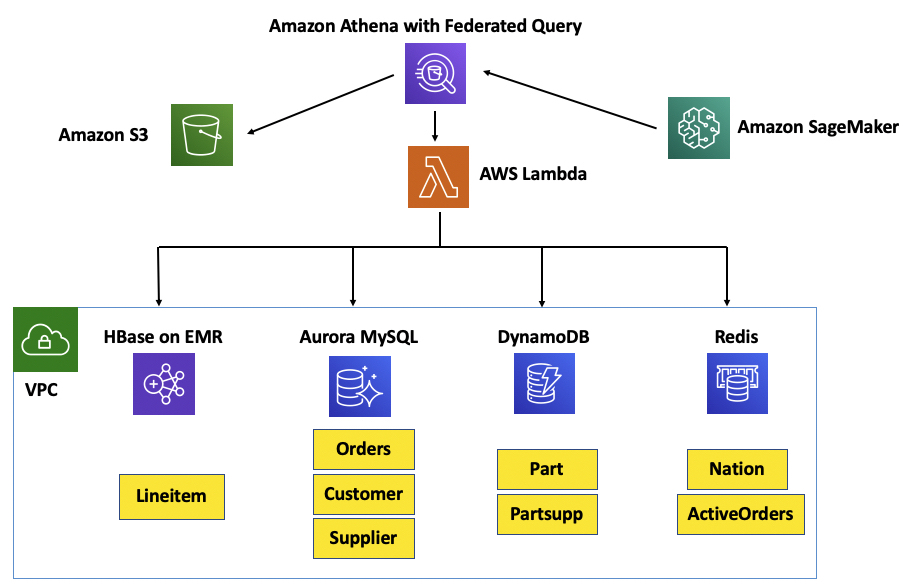 Amazon Athena with Federated Query
Amazon S3
Amazon SageMaker
AWS Lambda
VPC
HBase on EMR
Aurora MySQL
DynamoDB
Redis
Lineitem
Orders
Customer
Supplier
Part
Partsupp
Nation
ActiveOrders